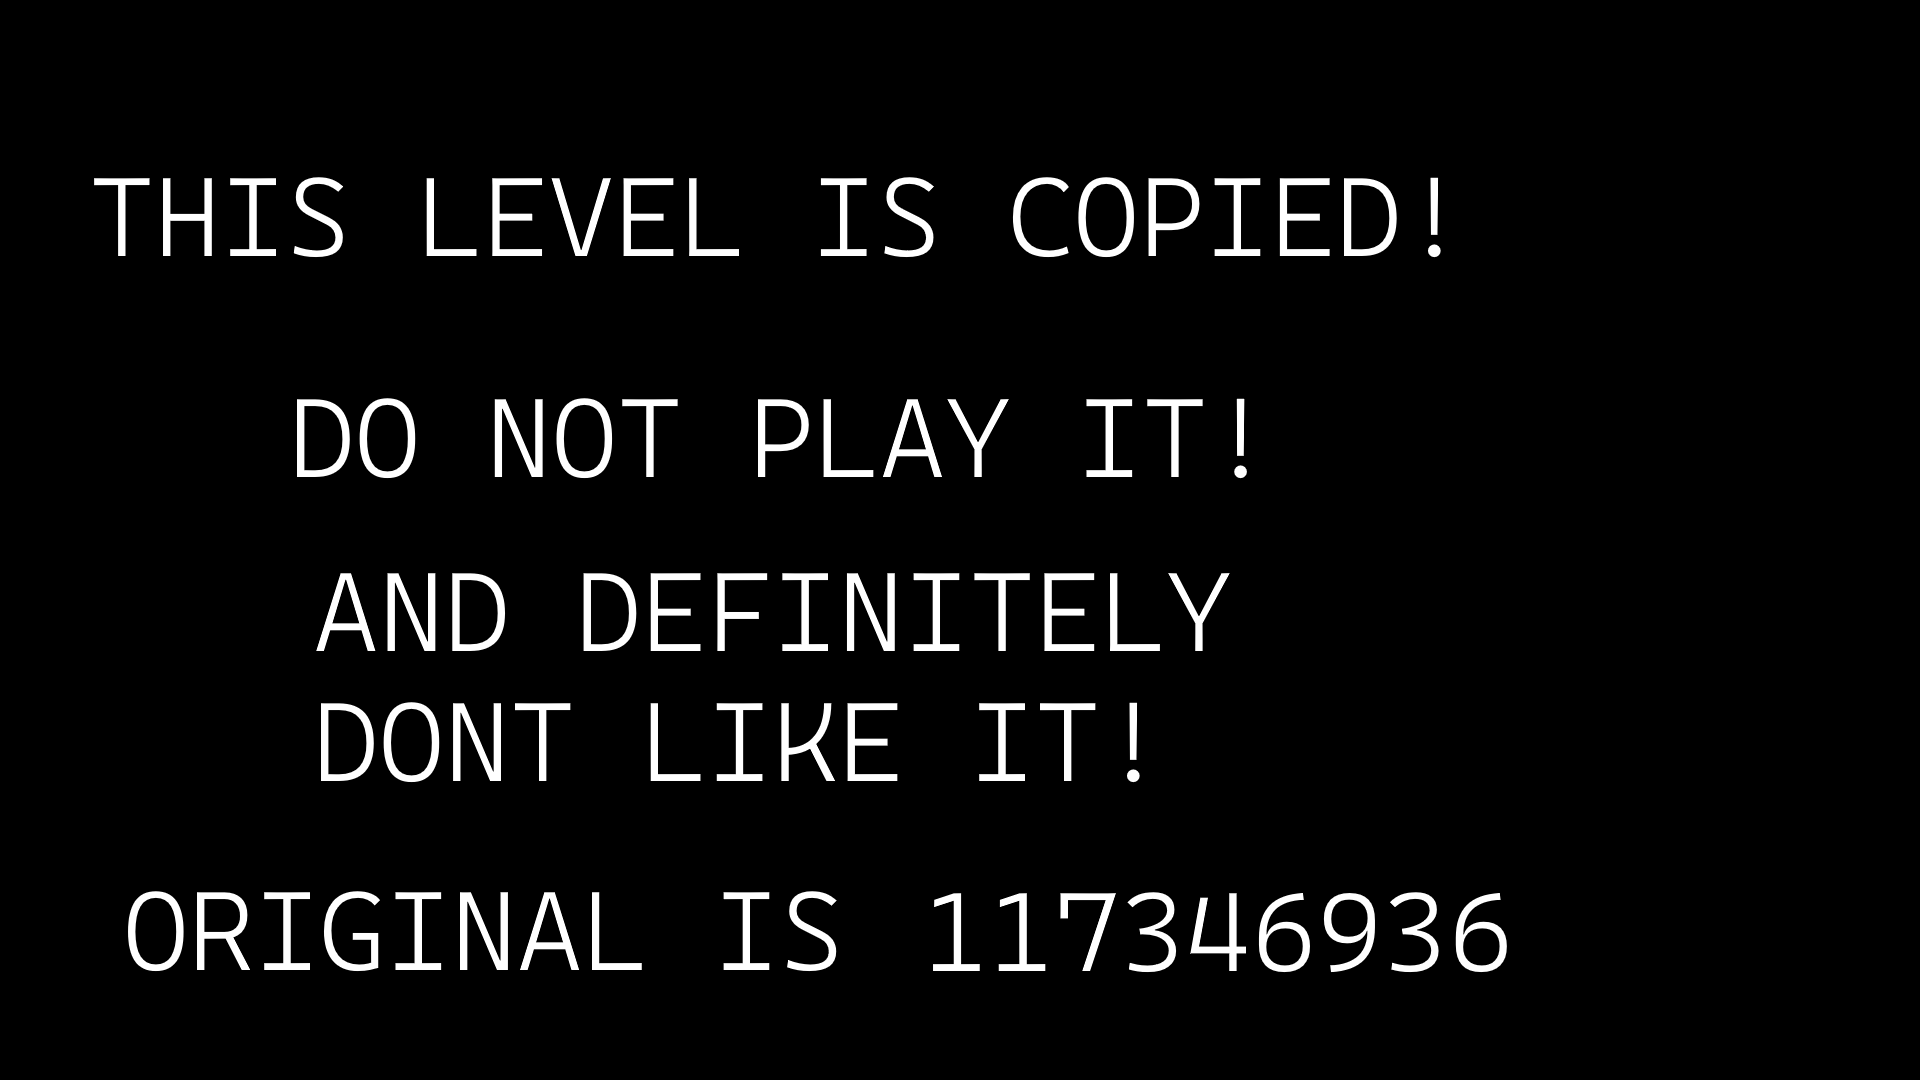 THIS LEVEL IS COPIED!
DO NOT PLAY IT!
AND DEFINITELY
DONT LIKE IT!
ORIGINAL IS 117346936